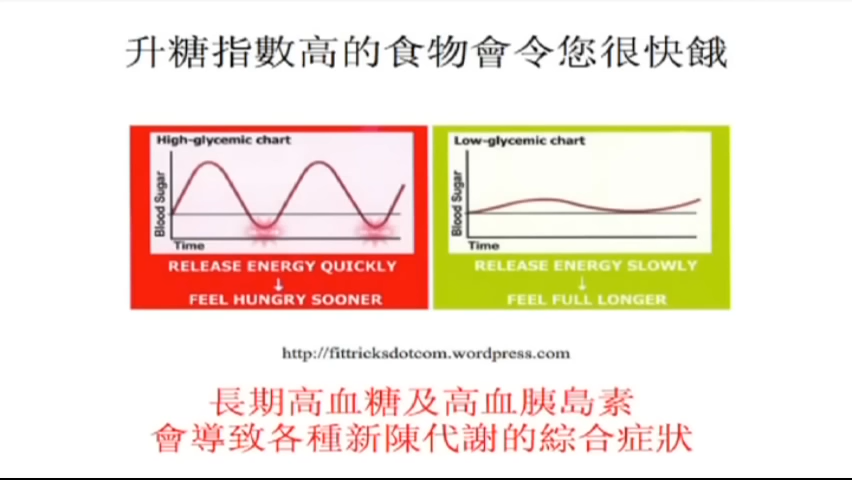 升糖指數高的食物會令您很快餓
High-glycemic chart
Blood Sugar
Time
RELEASE ENERGY QUICKLY
↓
FEEL HUNGRY SOONER
Low-glycemic chart
Blood Sugar
Time
RELEASE ENERGY SLOWLY
↓
FEEL FULL LONGER
http://fittricksdotcom.wordpress.com
長期高血糖及高血胰島素
會導致各種新陳代謝的綜合症狀